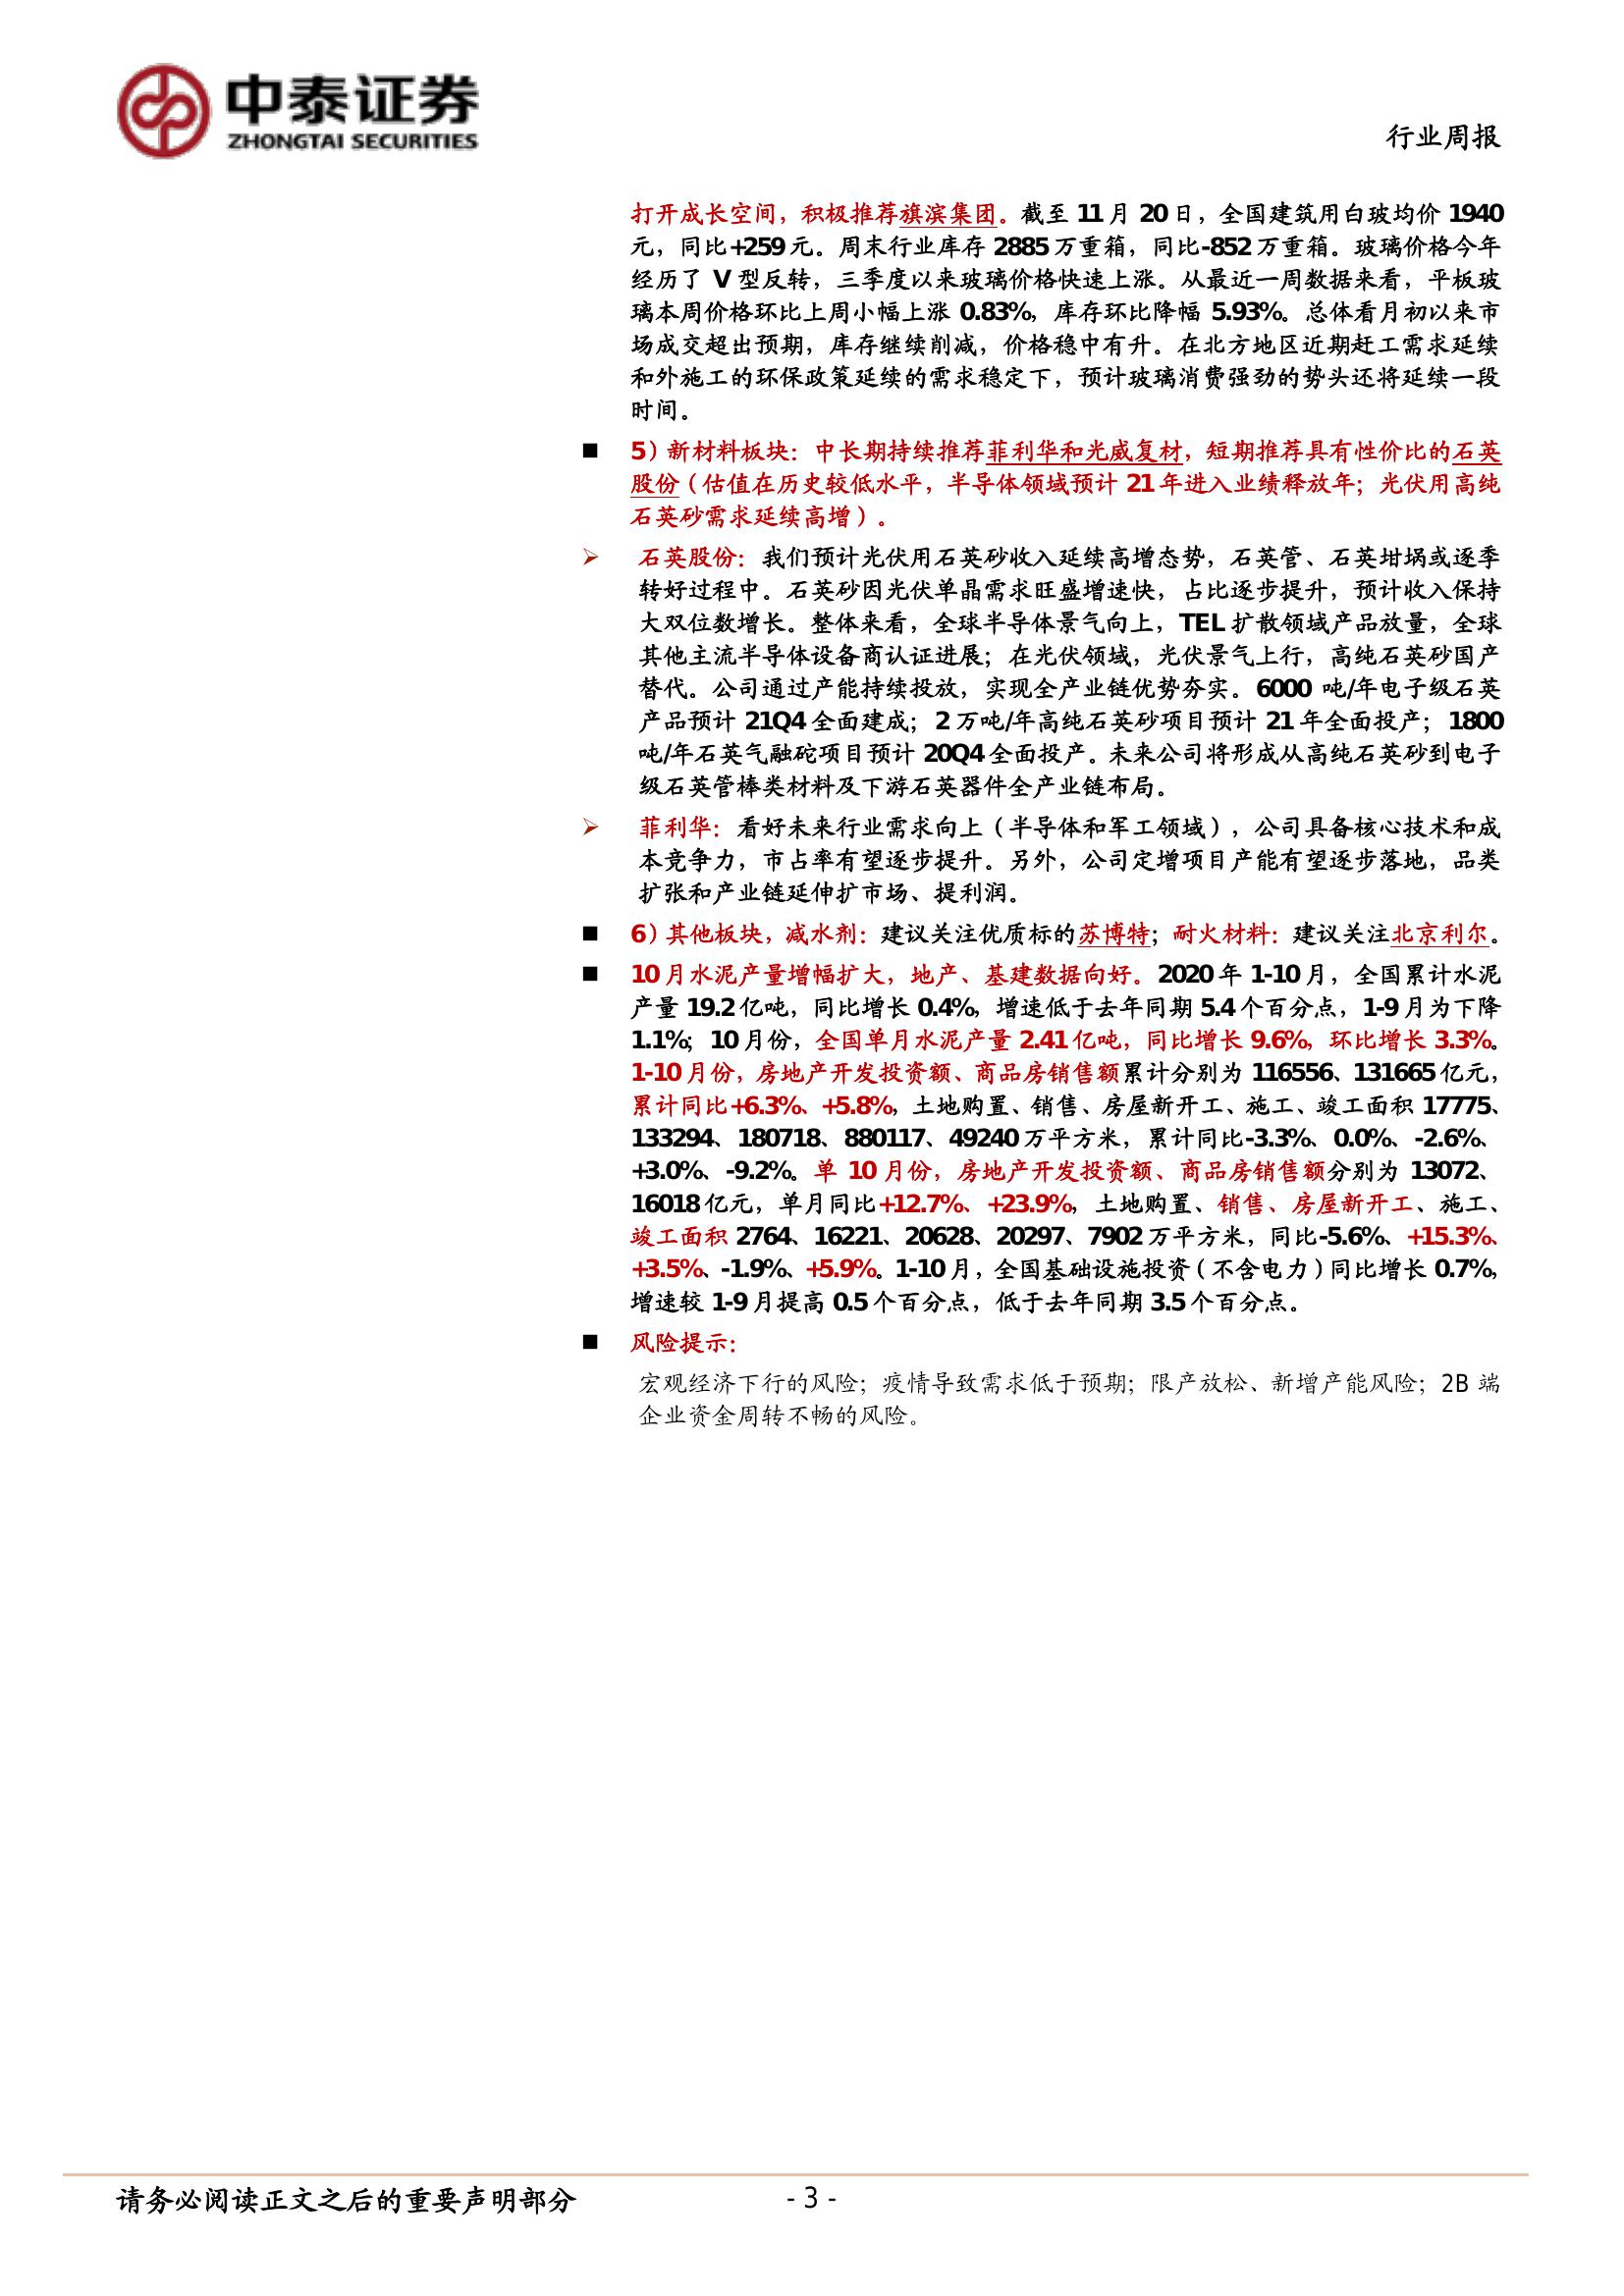 中泰证券
ZHONGTAI SECURITIES
行业周报
打开成长空间，积极推荐旗滨集团。截至 11 月 20 日，全国建筑用白玻均价 1940
元，同比+259 元。周末行业库存 2885 万重箱，同比-852 万重箱。玻璃价格今年
经历了 V 型反转，三季度以来玻璃价格快速上涨。从最近一周数据来看，平板玻
璃本周价格环比上周小幅上涨 0.83%，库存环比降幅 5.93%。总体看月初以来市
场成交超出预期，库存继续削减，价格稳中有升。在北方地区近期赶工需求延续
和外施工的环保政策延续的需求稳定下，预计玻璃消费强劲的势头还将延续一段
时间。
■ 5）新材料板块：中长期持续推荐菲利华和光威复材，短期推荐具有性价比的石英
股份（估值在历史较低水平，半导体领域预计 21 年进入业绩释放年；光伏用高纯
石英砂需求延续高增）。
➢ 石英股份：我们预计光伏用石英砂收入延续高增态势，石英管、石英坩埚或逐季
转好过程中。石英砂因光伏单晶需求旺盛增速快，占比逐步提升，预计收入保持
大双位数增长。整体来看，全球半导体景气向上，TEL 扩散领域产品放量，全球
其他主流半导体设备商认证进展；在光伏领域，光伏景气上行，高纯石英砂国产
替代。公司通过产能持续投放，实现全产业链优势夯实。6000 吨/年电子级石英
产品预计 21Q4 全面建成；2 万吨/年高纯石英砂项目预计 21 年全面投产；1800
吨/年石英气融砣项目预计 20Q4 全面投产。未来公司将形成从高纯石英砂到电子
级石英管棒类材料及下游石英器件全产业链布局。
➢ 菲利华：看好未来行业需求向上（半导体和军工领域），公司具备核心技术和成
本竞争力，市占率有望逐步提升。另外，公司定增项目产能有望逐步落地，品类
扩张和产业链延伸扩市场、提利润。
■ 6）其他板块，减水剂：建议关注优质标的苏博特；耐火材料：建议关注北京利尔。
■ 10 月水泥产量增幅扩大，地产、基建数据向好。2020 年 1-10 月，全国累计水泥
产量 19.2 亿吨，同比增长 0.4%，增速低于去年同期 5.4 个百分点，1-9 月为下降
1.1%；10 月份，全国单月水泥产量 2.41 亿吨，同比增长 9.6%，环比增长 3.3%。
1-10 月份，房地产开发投资额、商品房销售额累计分别为 116556、131665 亿元，
累计同比+6.3%、+5.8%，土地购置、销售、房屋新开工、施工、竣工面积 17775、
133294、180718、880117、49240 万平方米，累计同比-3.3%、0.0%、-2.6%、
+3.0%、-9.2%。单 10 月份，房地产开发投资额、商品房销售额分别为 13072、
16018 亿元，单月同比+12.7%、+23.9%，土地购置、销售、房屋新开工、施工、
竣工面积 2764、16221、20628、20297、7902 万平方米，同比-5.6%、+15.3%、
+3.5%、-1.9%、+5.9%。1-10 月，全国基础设施投资（不含电力）同比增长 0.7%，
增速较 1-9 月提高 0.5 个百分点，低于去年同期 3.5 个百分点。
■ 风险提示：
宏观经济下行的风险；疫情导致需求低于预期；限产放松、新增产能风险；2B 端
企业资金周转不畅的风险。
请务必阅读正文之后的重要声明部分
- 3 -